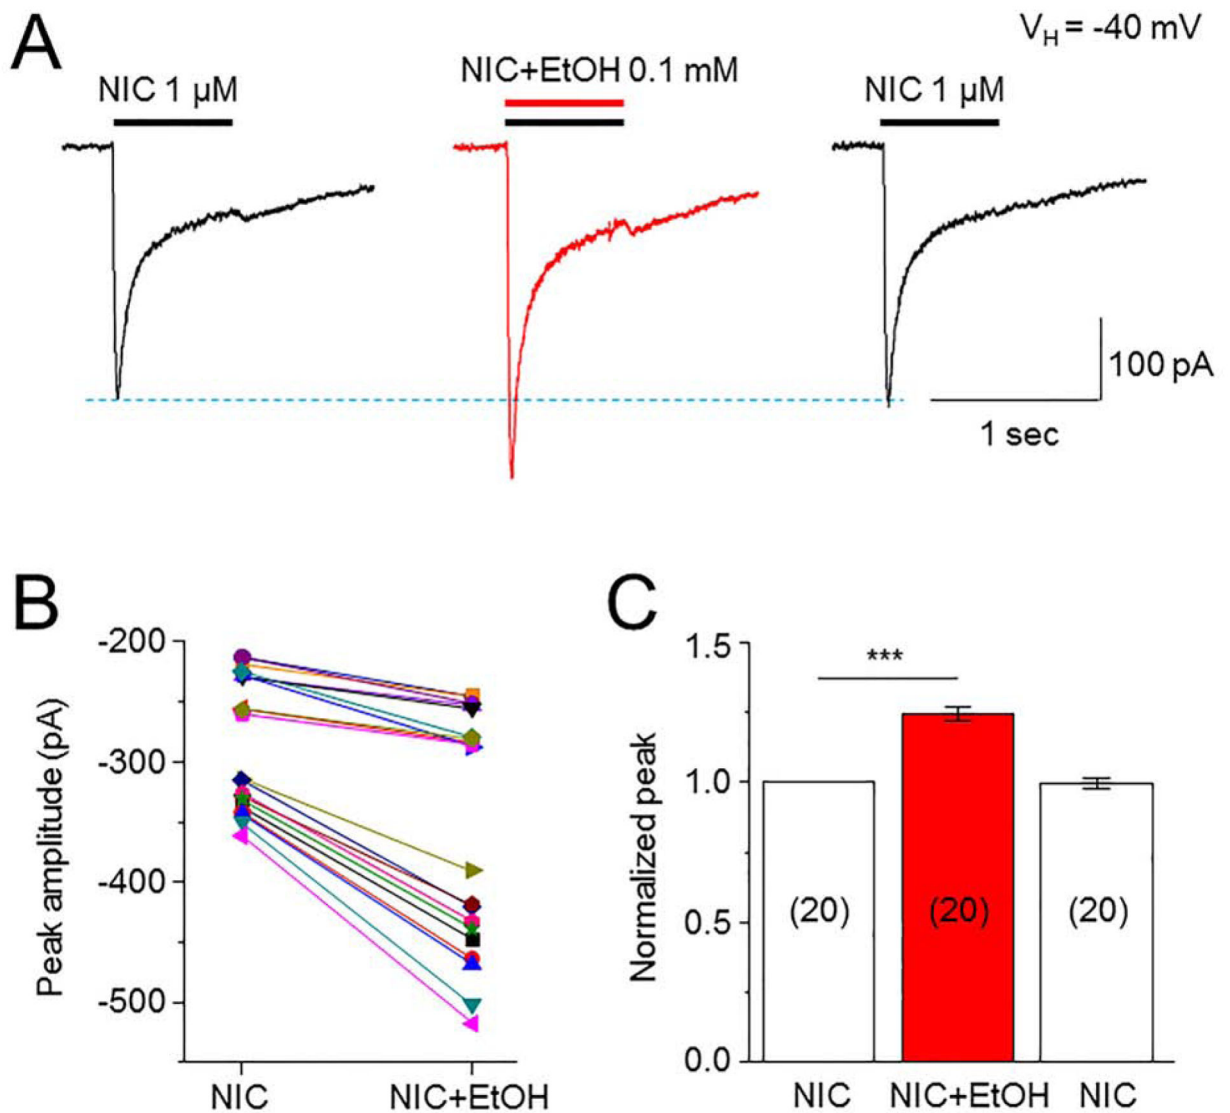 A
V_H = -40 mV
NIC 1 μM
NIC+EtOH 0.1 mM
NIC 1 μM
100 pA
1 sec
B
Peak amplitude (pA)
-200
-300
-400
-500
NIC
NIC+EtOH
C
Normalized peak
1.5
1.0
0.5
0.0
***
(20)
(20)
(20)
NIC
NIC+EtOH
NIC